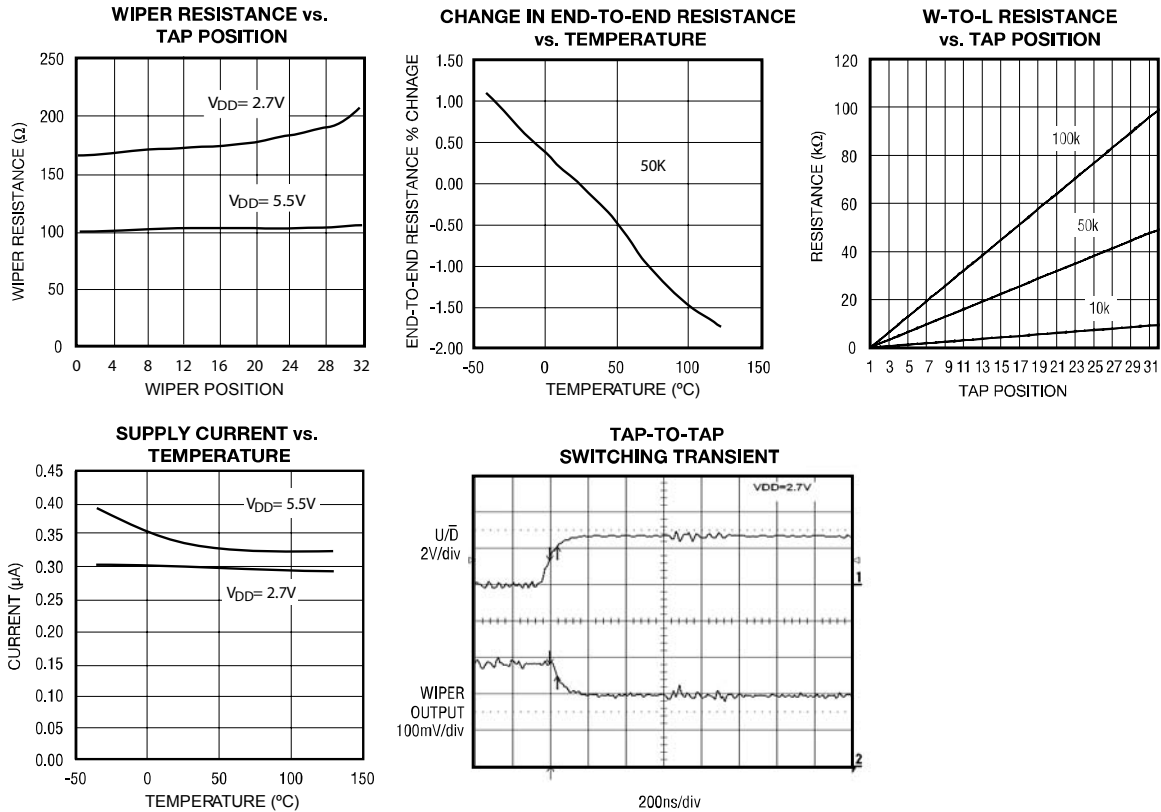 WIPER RESISTANCE vs.
TAP POSITION
WIPER RESISTANCE (Ω)
250
200
150
100
50
0
VDD= 2.7V
VDD= 5.5V
0 4 8 12 16 20 24 28 32
WIPER POSITION
CHANGE IN END-TO-END RESISTANCE
vs. TEMPERATURE
END-TO-END RESISTANCE % CHNAGE
1.50
1.00
0.50
0.00
-0.50
-1.00
-1.50
-2.00
50K
-50 0 50 100 150
TEMPERATURE (ºC)
W-TO-L RESISTANCE
vs. TAP POSITION
RESISTANCE (kΩ)
120
100
80
60
40
20
0
100k
50k
10k
1 3 5 7 9 11 13 15 17 19 21 23 25 27 29 31
TAP POSITION
SUPPLY CURRENT vs.
TEMPERATURE
CURRENT (µA)
0.45
0.40
0.35
0.30
0.25
0.20
0.15
0.10
0.05
0.00
VDD= 5.5V
VDD= 2.7V
-50 0 50 100 150
TEMPERATURE (ºC)
TAP-TO-TAP
SWITCHING TRANSIENT
VDD=2.7V
U/D̅
2V/div
1
WIPER
OUTPUT
100mV/div
2
200ns/div